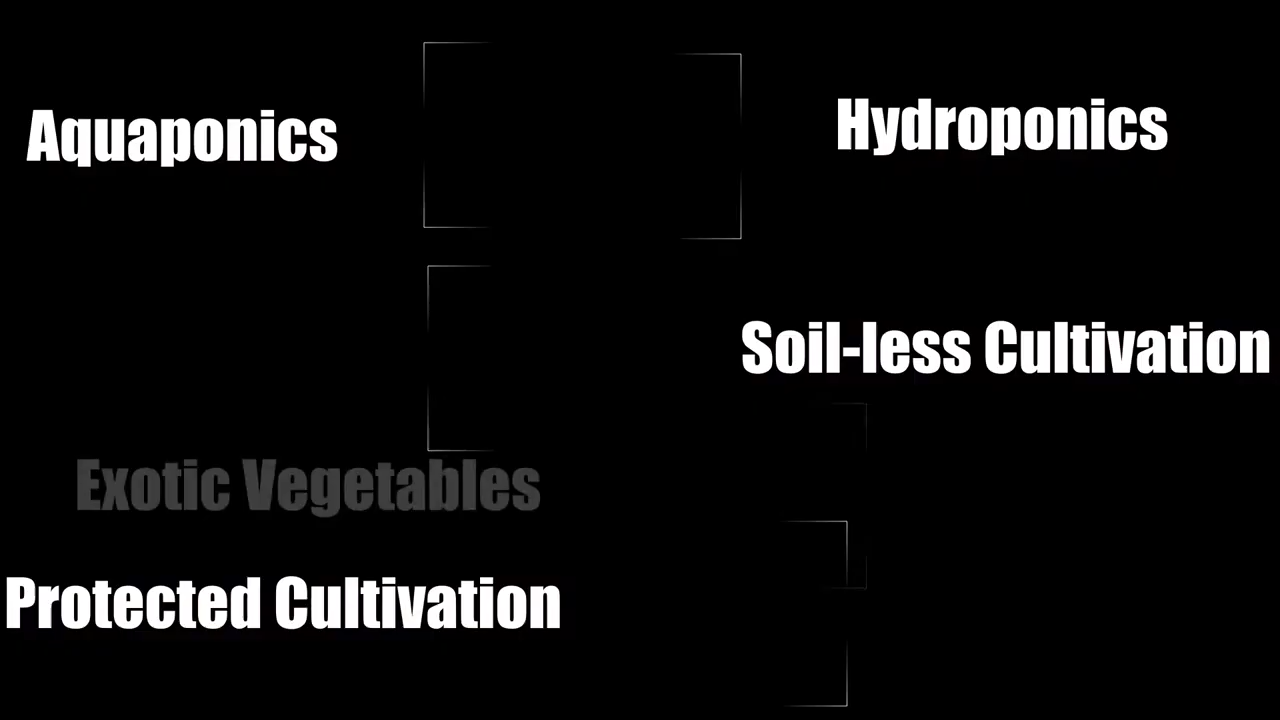 Aquaponics
Hydroponics
Soil-less Cultivation
Exotic Vegetables
Protected Cultivation